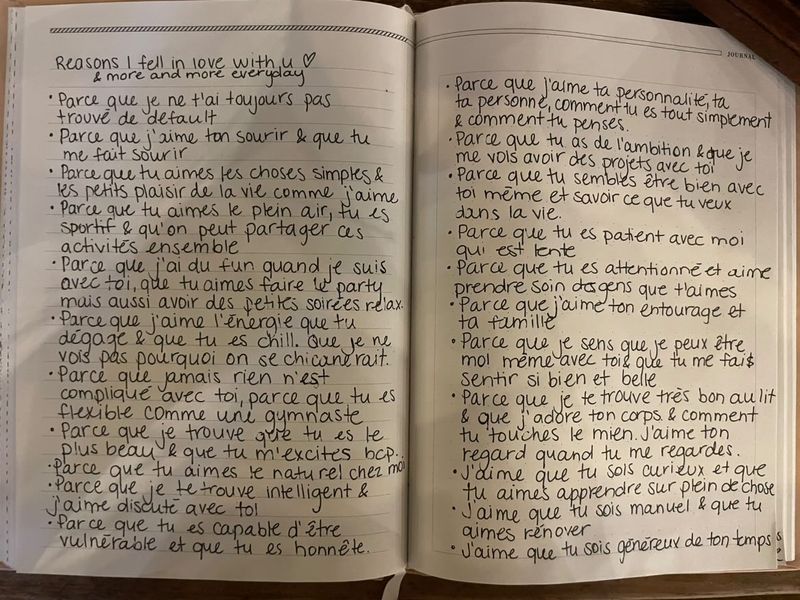 Reasons I fell in love with u ♡
& more and more everyday
• Parce que je ne t'ai toujours pas
trouvé de défault
• Parce que j'aime ton sourir & que tu
me fait sourir
• Parce que tu aimes les choses simples &
les petits plaisir de la vie comme j'aime
• Parce que tu aimes le plein air, tu es
sportif & qu'on peut partager ces
activités ensemble
• Parce que j'ai du fun quand je suis
avec toi, que tu aimes faire le party
mais aussi avoir des petites soirées relax.
• Parce que j'aime l'énergie que tu
dégage & que tu es chill. Que je ne
vois pas pourquoi on se chicanerait.
• Parce que jamais rien n'est
compliqué avec toi, parce que tu es
flexible comme une gymnaste
• Parce que je trouve que tu es le
plus beau & que tu m'excites bcp.
• Parce que tu aimes le naturel chez moi
• Parce que je te trouve intelligent &
j'aime discuté avec toi
• Parce que tu es capable d'être
vulnérable et que tu es honnête.
JOURNAL
• Parce que j'aime ta personnalité, ta
ta personne, comment tu es tout simplement
& comment tu penses.
• Parce que tu as de l'ambition & que je
me vois avoir des projets avec toi
• Parce que tu sembles être bien avec
toi même et savoir ce que tu veux
dans la vie.
• Parce que tu es patient avec moi
qui est lente
• Parce que tu es attentionné et aime
prendre soin des gens que t'aimes
• Parce que j'aime ton entourage et
ta famille
• Parce que je sens que je peux être
moi même avec toi & que tu me fais
sentir si bien et belle
• Parce que je te trouve très bon au lit
& que j'adore ton corps & comment
tu touches le mien. J'aime ton
regard quand tu me regardes.
• J'aime que tu sois curieux et que
tu aimes apprendre sur plein de chose
• J'aime que tu sois manuel & que tu
aimes rénover
• J'aime que tu sois généreux de ton temps